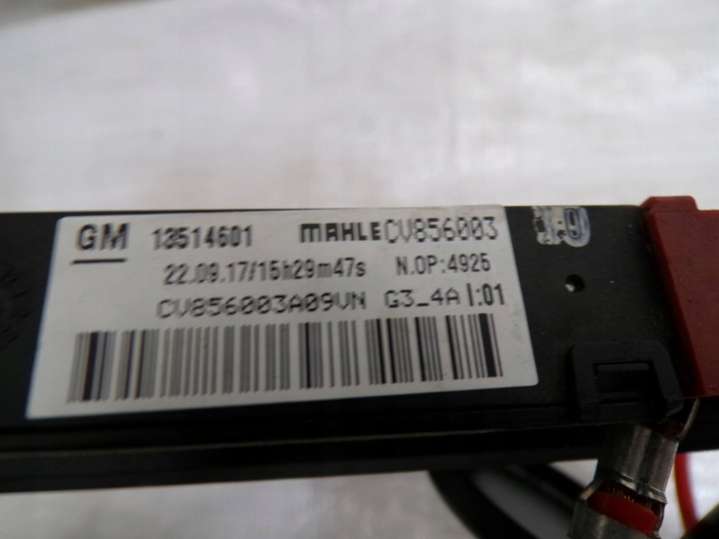 GM 13514601 MAHLE CV856003
22.09.17/15h29m47s N.OP:4925
CV856003A09VN G3_4A I:01